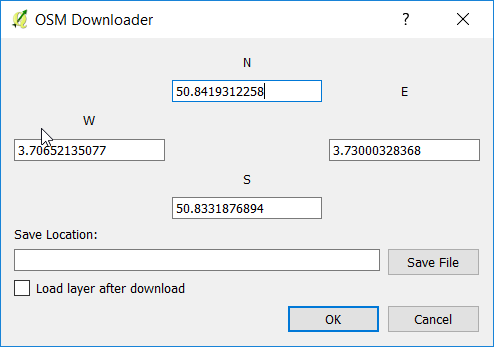 OSM Downloader
N
50.8419312258
E
W
3.70652135077
3.73000328368
S
50.8331876894
Save Location:
Save File
Load layer after download
OK Cancel